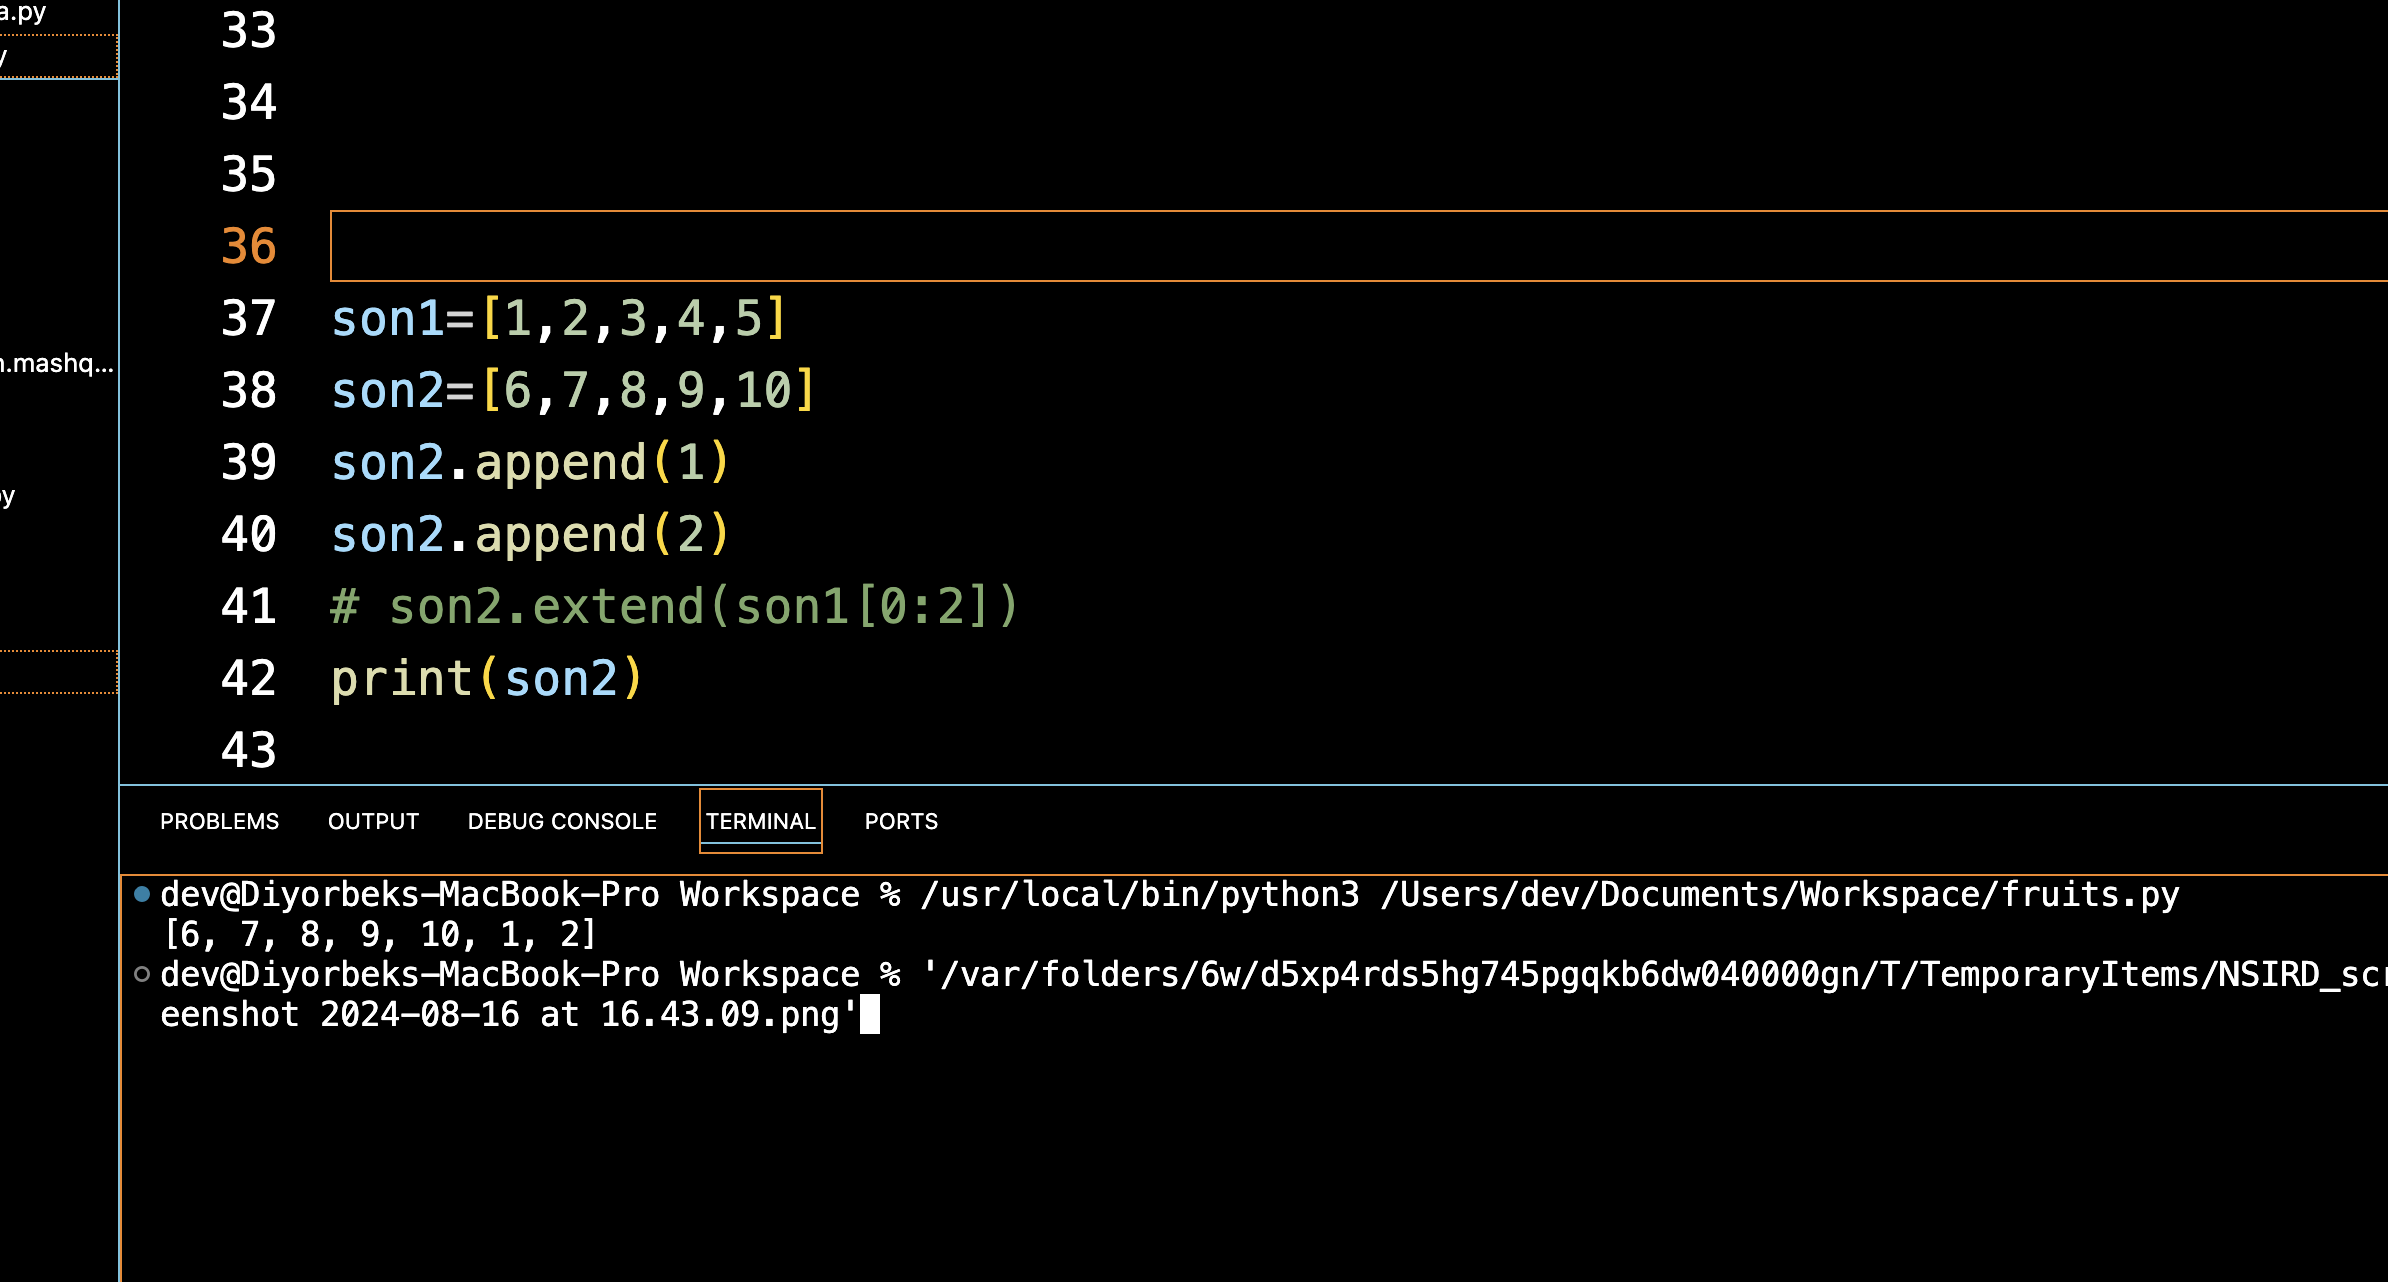 a.py
33
y
34
35
36
37 son1=[1,2,3,4,5]
n.mashq...
38 son2=[6,7,8,9,10]
39 son2.append(1)
py
40 son2.append(2)
41 # son2.extend(son1[0:2])
42 print(son2)
43
PROBLEMS OUTPUT DEBUG CONSOLE TERMINAL PORTS
dev@Diyorbeks-MacBook-Pro Workspace % /usr/local/bin/python3 /Users/dev/Documents/Workspace/fruits.py
[6, 7, 8, 9, 10, 1, 2]
dev@Diyorbeks-MacBook-Pro Workspace % '/var/folders/6w/d5xp4rds5hg745pgqkb6dw040000gn/T/TemporaryItems/NSIRD_scr
eenshot 2024-08-16 at 16.43.09.png'